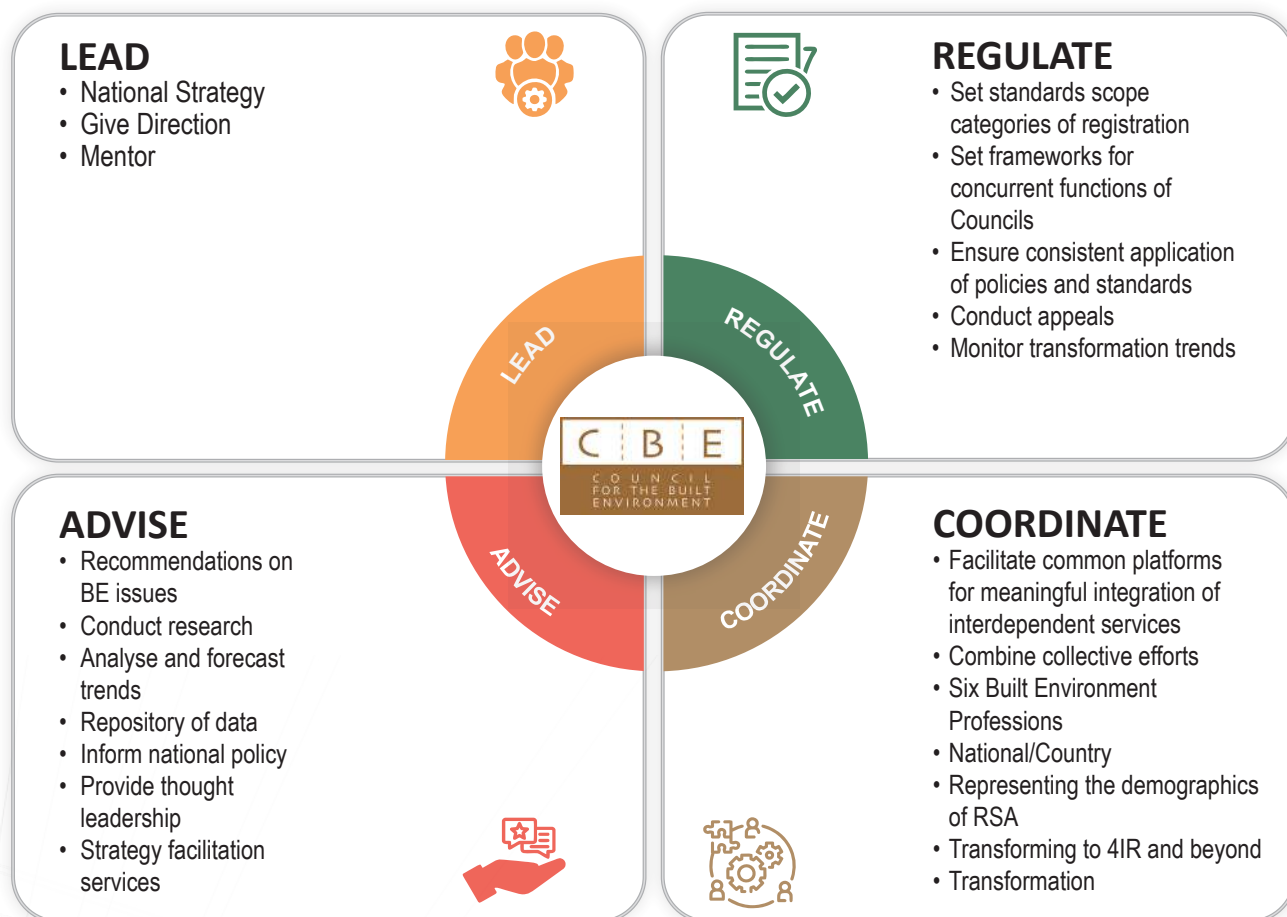 LEAD
• National Strategy
• Give Direction
• Mentor
REGULATE
• Set standards scope
categories of registration
• Set frameworks for
concurrent functions of
Councils
• Ensure consistent application
of policies and standards
• Conduct appeals
• Monitor transformation trends
LEAD
REGULATE
C B E
COUNCIL
FOR THE BUILT
ENVIRONMENT
ADVISE
COORDINATE
ADVISE
• Recommendations on
BE issues
• Conduct research
• Analyse and forecast
trends
• Repository of data
• Inform national policy
• Provide thought
leadership
• Strategy facilitation
services
COORDINATE
• Facilitate common platforms
for meaningful integration of
interdependent services
• Combine collective efforts
• Six Built Environment
Professions
• National/Country
• Representing the demographics
of RSA
• Transforming to 4IR and beyond
• Transformation